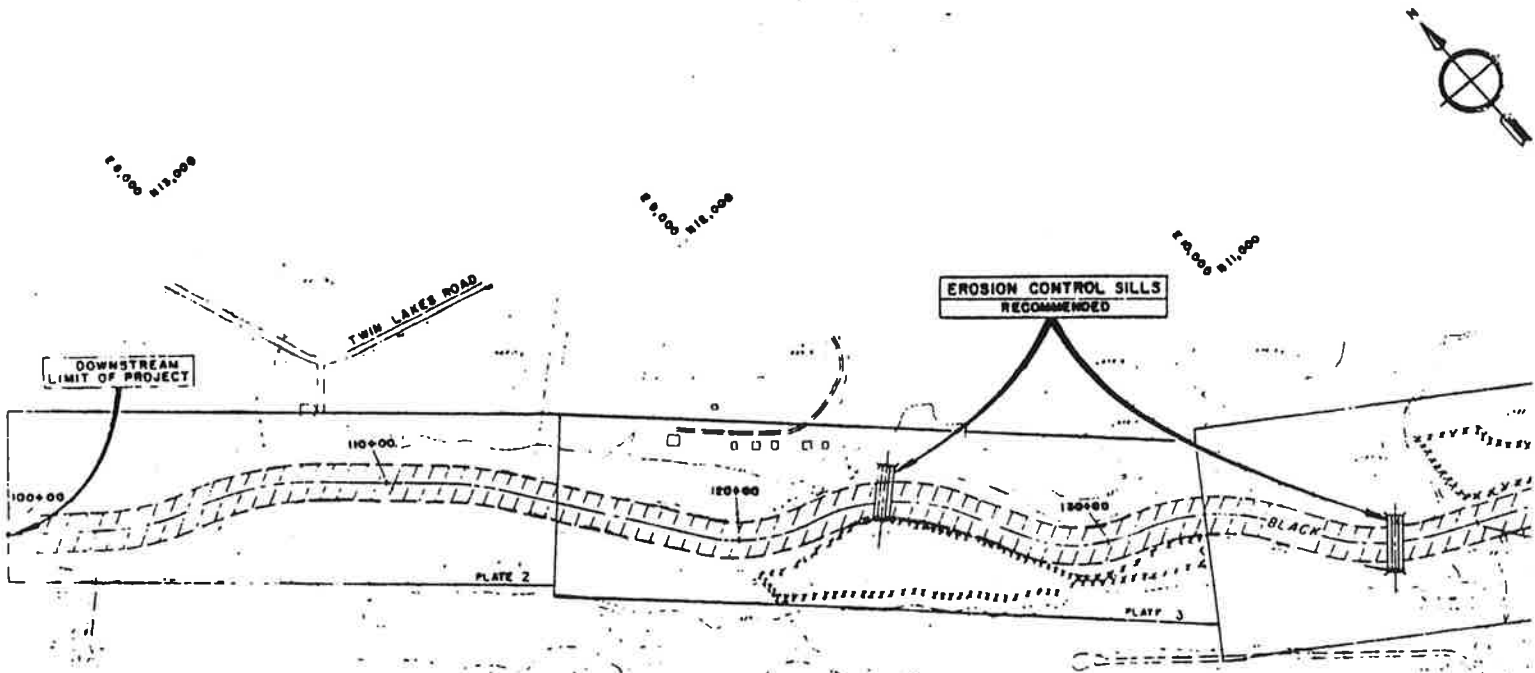 N
E 8,000 N 13,000
E 9,000 N 12,000
E 10,000 N 11,000
TWIN LAKES ROAD
EROSION CONTROL SILLS
RECOMMENDED
DOWNSTREAM
LIMIT OF PROJECT
100+00
110+00
120+00
130+00
BLACK
PLATE 2
PLATE 3